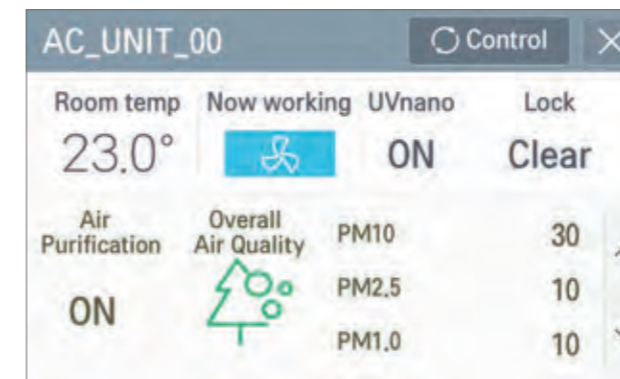 AC_UNIT_00 Control
Room temp Now working UVnano Lock
23.0° ON Clear
Air Purification Overall Air Quality PM10 30
ON PM2.5 10
PM1.0 10